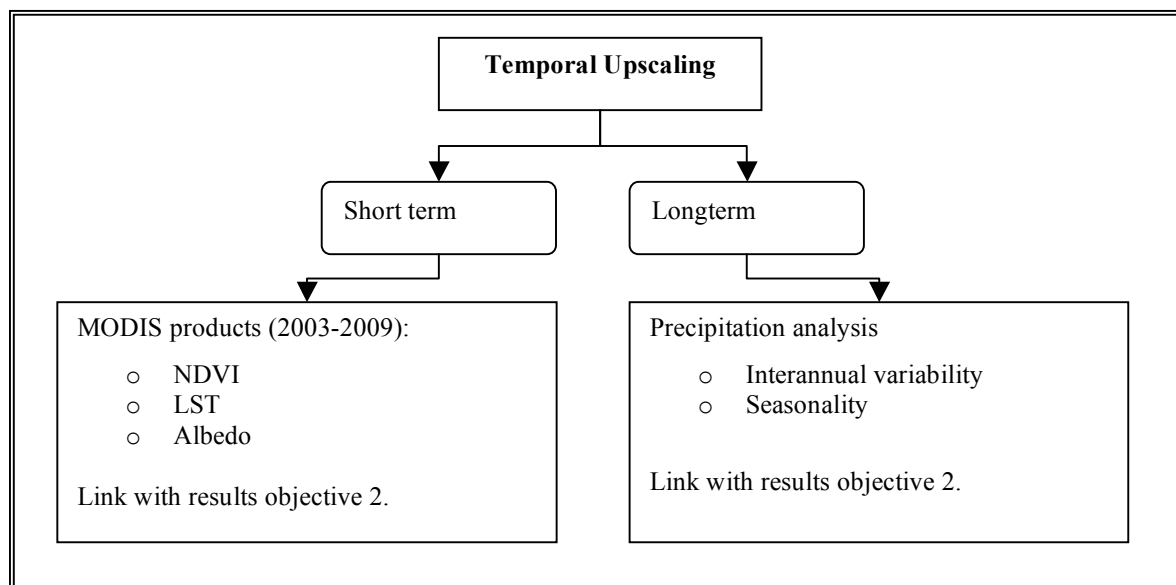 Temporal Upscaling
Short term
Longterm
MODIS products (2003-2009):
o NDVI
o LST
o Albedo
Link with results objective 2.
Precipitation analysis
o Interannual variability
o Seasonality
Link with results objective 2.